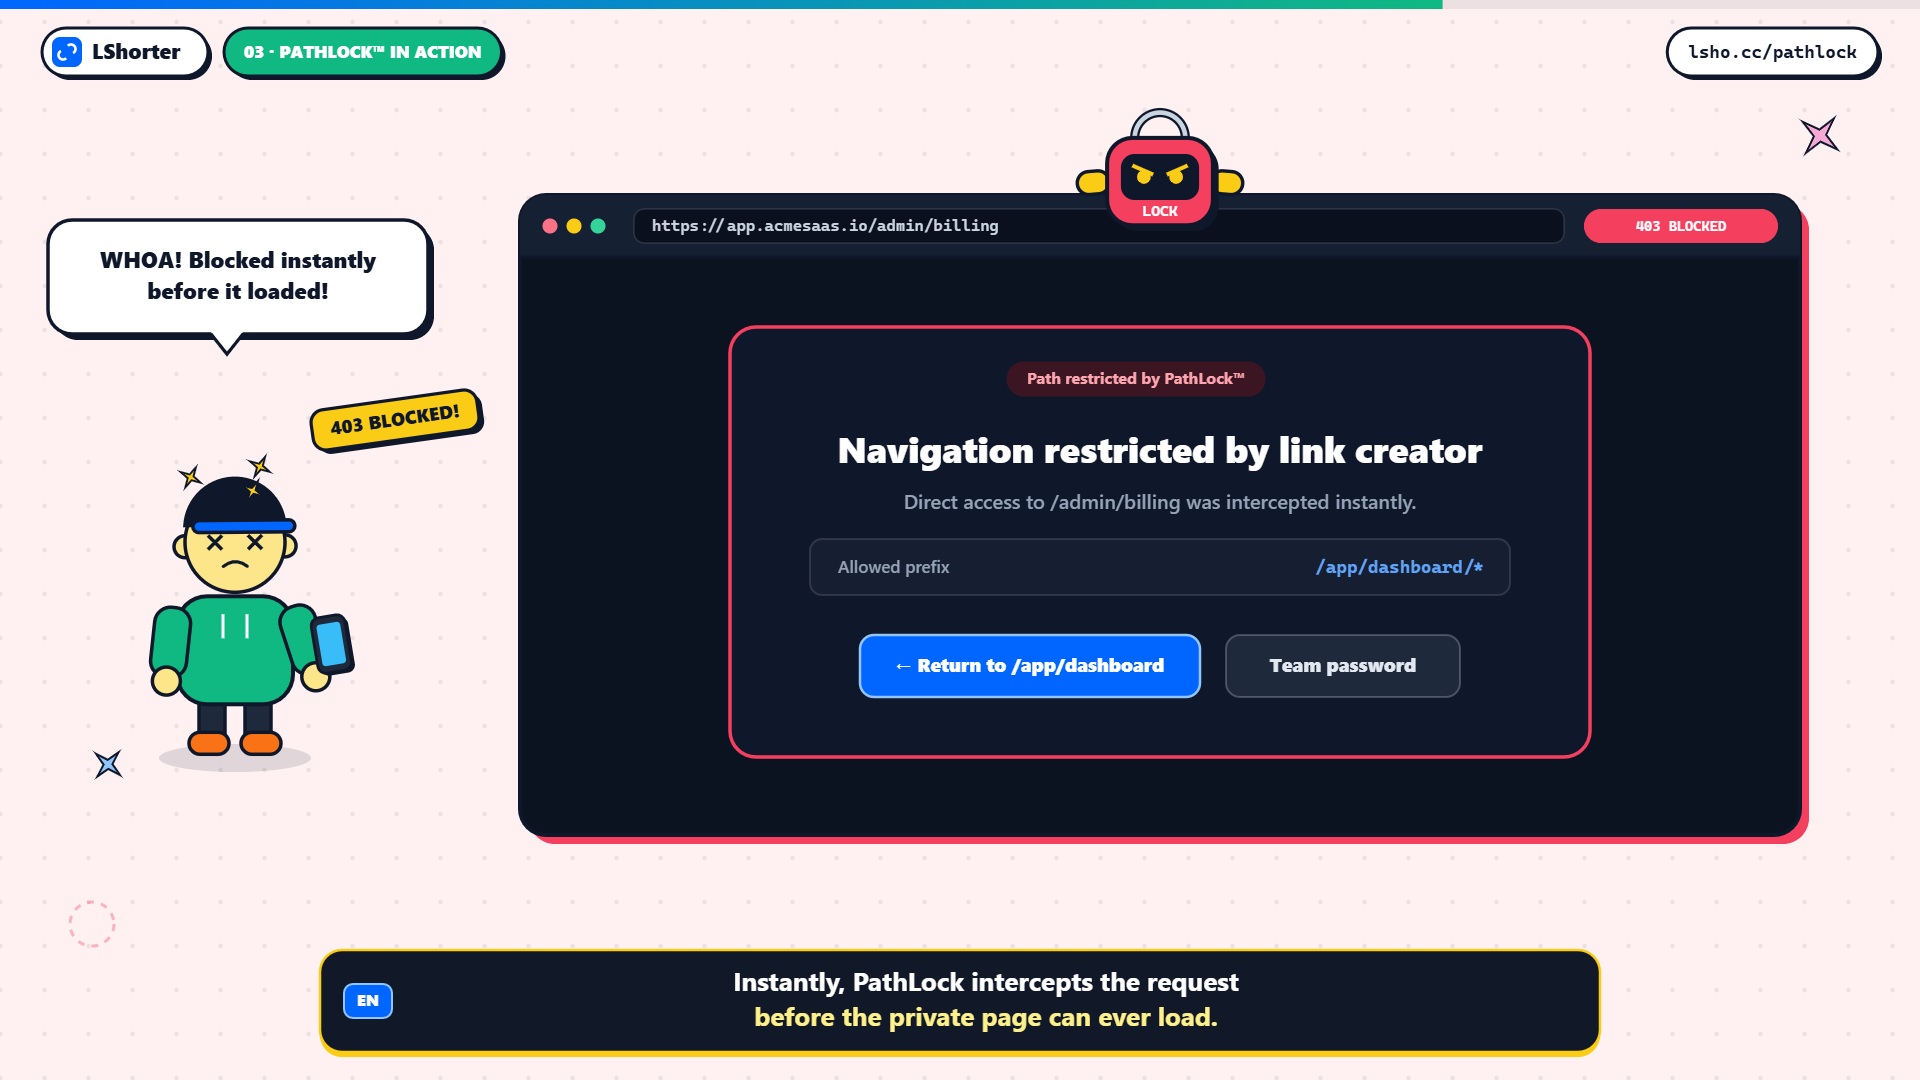 LShorter
03 · PATHLOCK™ IN ACTION
lsho.cc/pathlock
LOCK
https://app.acmesaas.io/admin/billing
403 BLOCKED
WHOA! Blocked instantly
before it loaded!
403 BLOCKED!
Path restricted by PathLock™
Navigation restricted by link creator
Direct access to /admin/billing was intercepted instantly.
Allowed prefix
/app/dashboard/*
← Return to /app/dashboard
Team password
EN
Instantly, PathLock intercepts the request
before the private page can ever load.